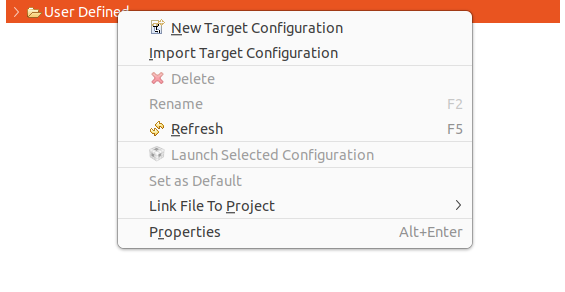 User Defined
New Target Configuration
Import Target Configuration
Delete
Rename F2
Refresh F5
Launch Selected Configuration
Set as Default
Link File To Project
Properties Alt+Enter